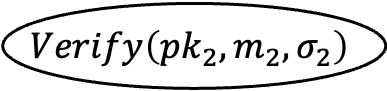 Verify(pk₂, m₂, σ₂)